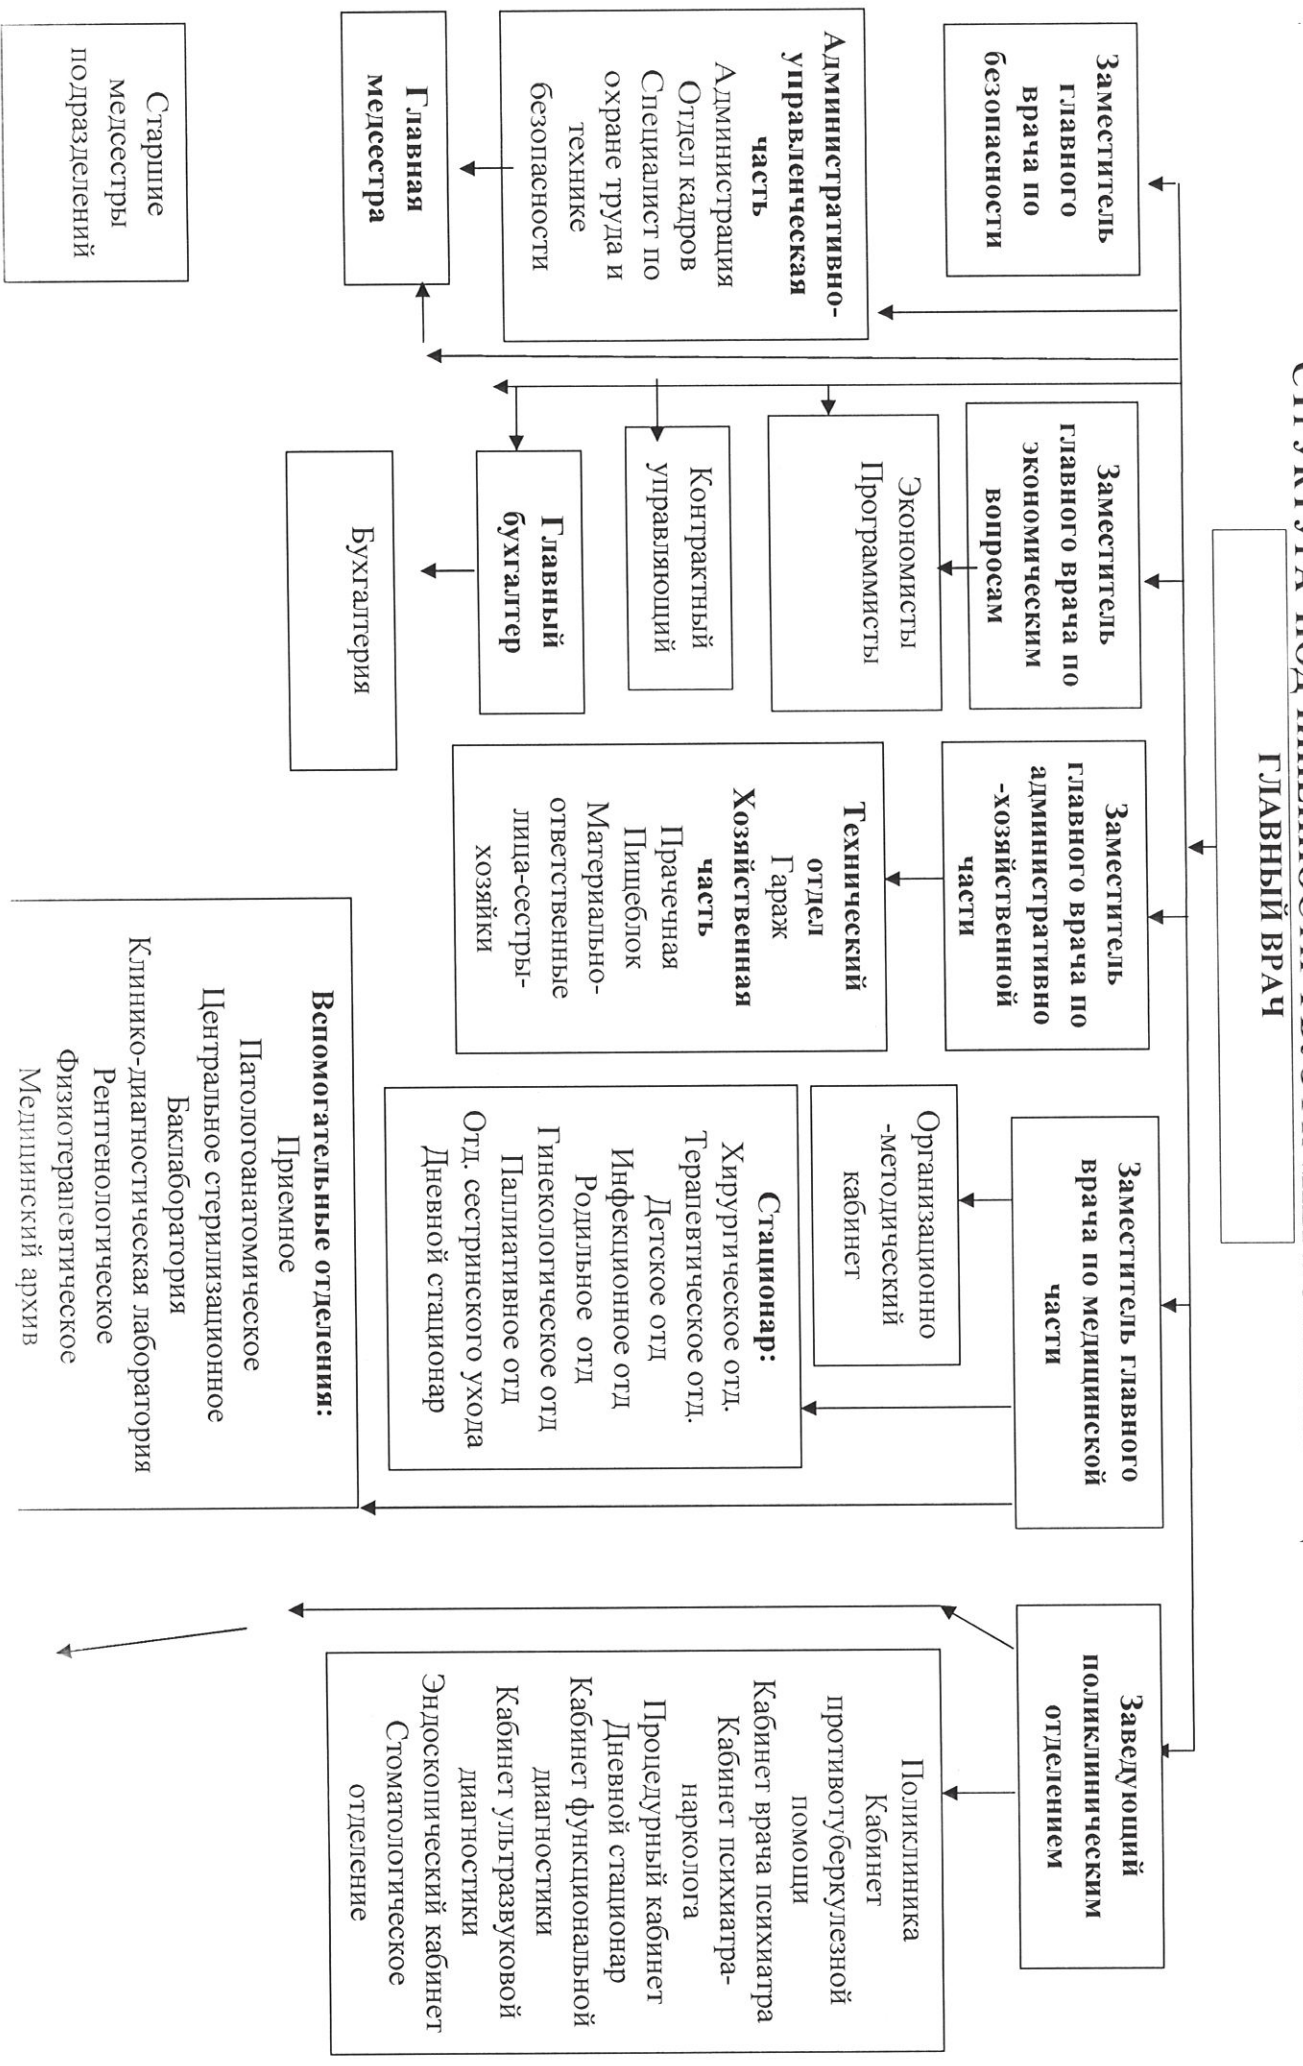 СТРУКТУРА ПОДЧИНЕННОСТИ
ГЛАВНЫЙ ВРАЧ
Заместитель
главного
врача по
безопасности
Заместитель
главного врача по
экономическим
вопросам
Заместитель
главного врача по
административно
-хозяйственной
части
Заместитель главного
врача по медицинской
части
Заведующий
поликлиническим
отделением
Административно-
управленческая
часть
Администрация
Отдел кадров
Специалист по
охране труда и
технике
безопасности
Экономисты
Программисты
Контрактный
управляющий
Главный
бухгалтер
Бухгалтерия
Технический
отдел
Гараж
Хозяйственная
часть
Прачечная
Пищеблок
Материально-
ответственные
лица-сестры-
хозяйки
Организационно
-методический
кабинет
Стационар:
Хирургическое отд.
Терапевтическое отд.
Детское отд
Инфекционное отд
Родильное отд
Гинекологическое отд
Паллиативное отд
Отд. сестринского ухода
Дневной стационар
Поликлиника
Кабинет
противотуберкулезной
помощи
Кабинет врача психиатра
Кабинет психиатра-
нарколога
Процедурный кабинет
Дневной стационар
Кабинет функциональной
диагностики
Кабинет ультразвуковой
диагностики
Эндоскопический кабинет
Стоматологическое
отделение
Главная
медсестра
Старшие
медсестры
подразделений
Вспомогательные отделения:
Приемное
Патологоанатомическое
Центральное стерилизационное
Баклаборатория
Клинико-диагностическая лаборатория
Рентгенологическое
Физиотерапевтическое
Медицинский архив